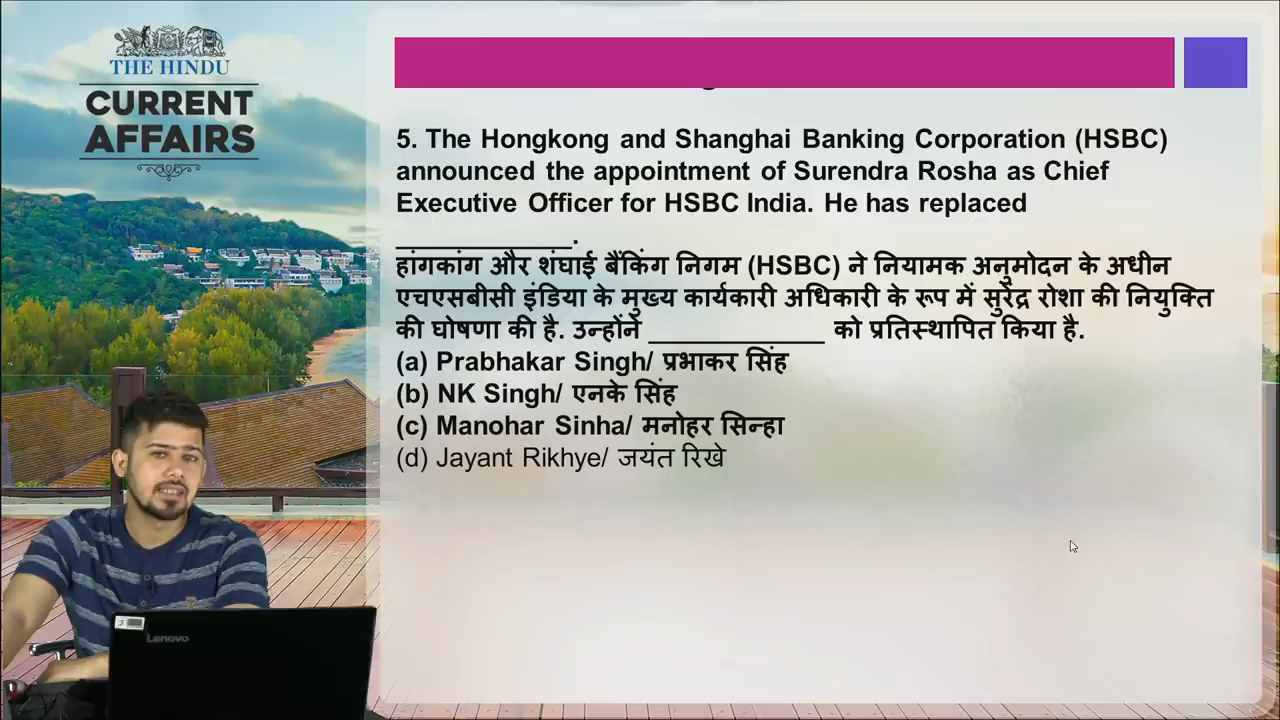 THE HINDU
CURRENT
AFFAIRS
5. The Hongkong and Shanghai Banking Corporation (HSBC)
announced the appointment of Surendra Rosha as Chief
Executive Officer for HSBC India. He has replaced
_____________.
हांगकांग और शंघाई बैंकिंग निगम (HSBC) ने नियामक अनुमोदन के अधीन
एचएसबीसी इंडिया के मुख्य कार्यकारी अधिकारी के रूप में सुरेंद्र रोशा की नियुक्ति
की घोषणा की है. उन्होंने _____________ को प्रतिस्थापित किया है.
(a) Prabhakar Singh/ प्रभाकर सिंह
(b) NK Singh/ एनके सिंह
(c) Manohar Sinha/ मनोहर सिन्हा
(d) Jayant Rikhye/ जयंत रिखे
Lenovo